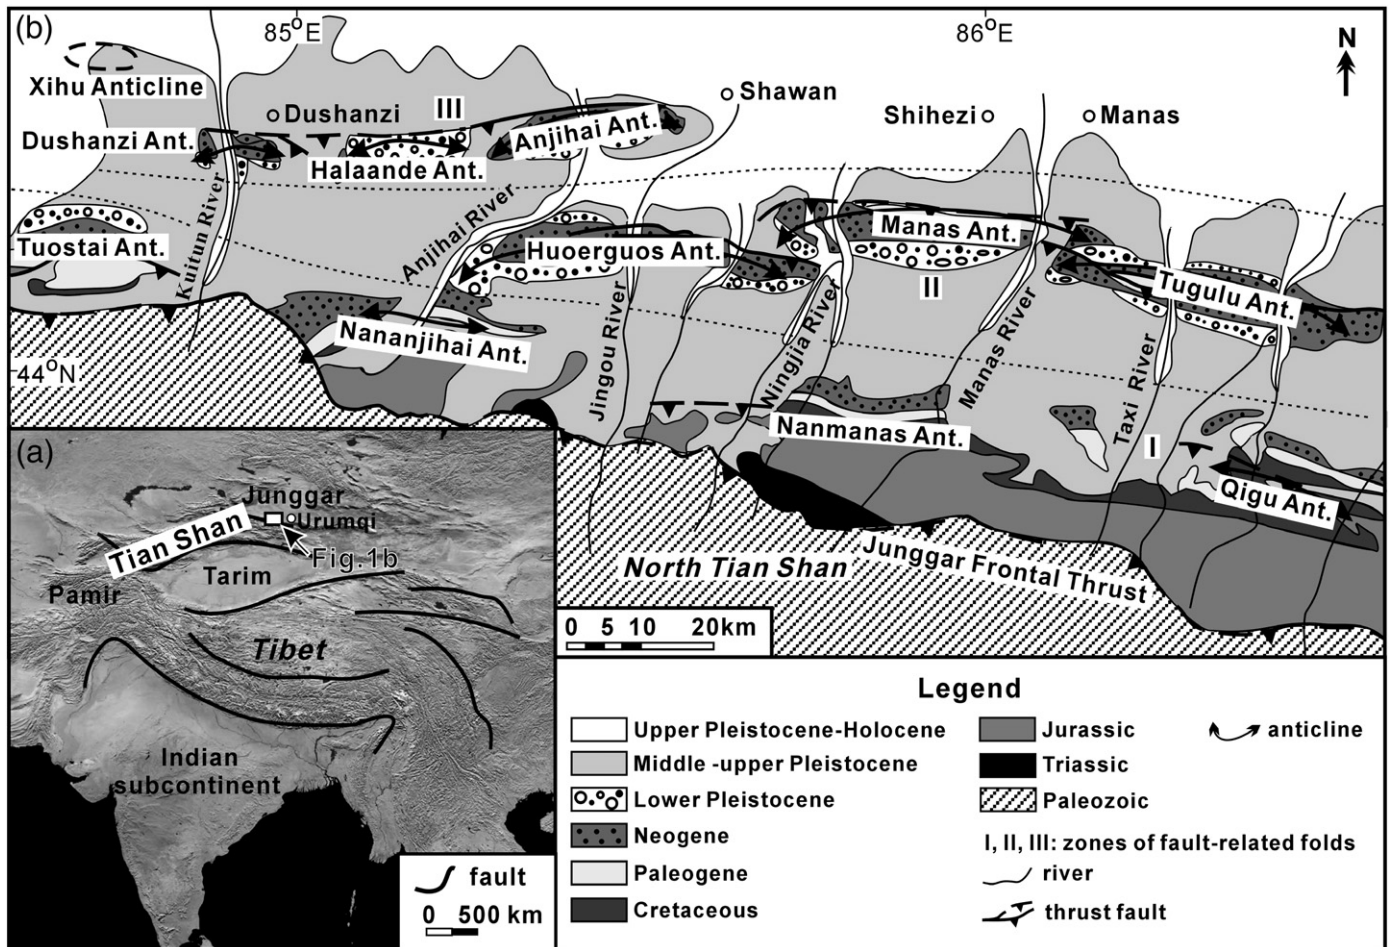 (b)
85°E
86°E
N
Xihu Anticline
Dushanzi
III
Shawan
Shihezi
Manas
Dushanzi Ant.
Anjihai Ant.
Halaande Ant.
Kuitun River
Anjihai River
Tuostai Ant.
Huoerguos Ant.
Manas Ant.
II
Tugulu Ant.
Nananjihai Ant.
Jingou River
Ningjia River
Manas River
Taxi River
44°N
Nanmanas Ant.
I
Qigu Ant.
North Tian Shan
Junggar Frontal Thrust
0 5 10 20km
(a)
Junggar
Urumqi
Tian Shan
Fig.1b
Tarim
Pamir
Tibet
Indian
subcontinent
fault
0 500 km
Legend
Upper Pleistocene-Holocene
Middle -upper Pleistocene
Lower Pleistocene
Neogene
Paleogene
Cretaceous
Jurassic
Triassic
Paleozoic
anticline
I, II, III: zones of fault-related folds
river
thrust fault